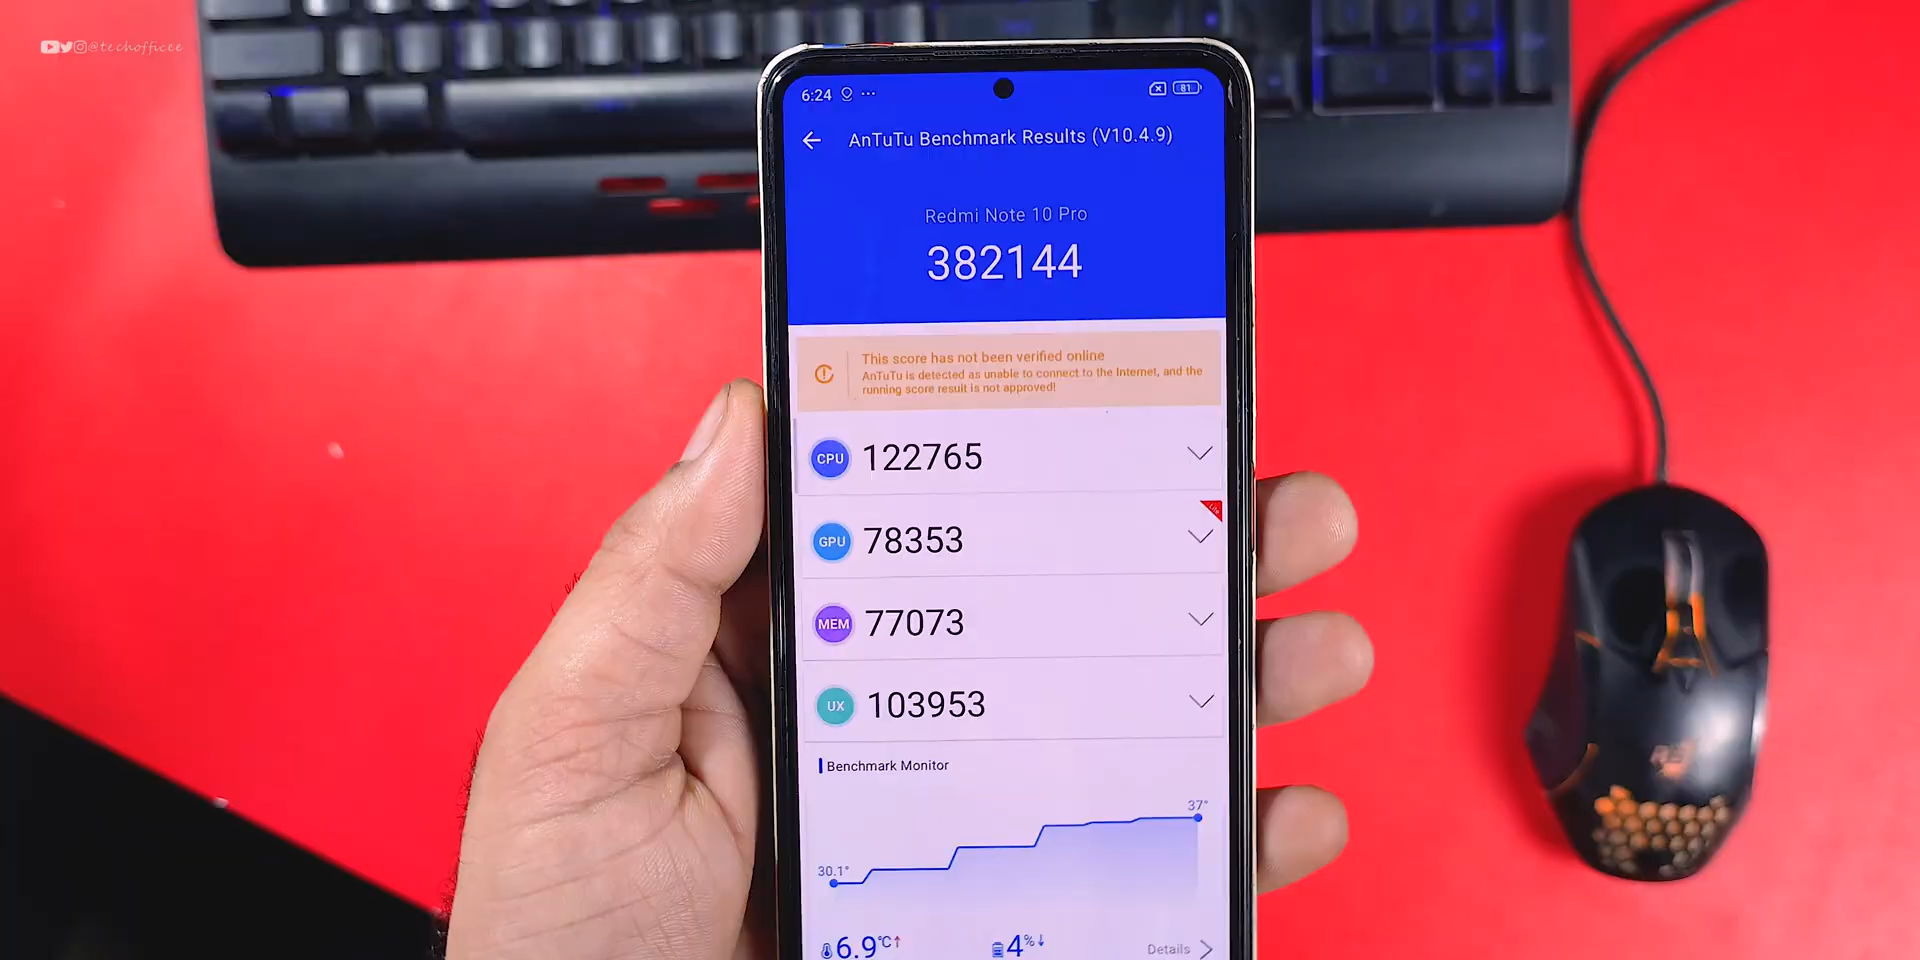 @techofficee
6:24 ... 81
AnTuTu Benchmark Results (V10.4.9)
Redmi Note 10 Pro
382144
This score has not been verified online
AnTuTu is detected as unable to connect to the Internet, and the
running score result is not approved!
CPU 122765
Lite
GPU 78353
MEM 77073
UX 103953
Benchmark Monitor
37°
30.1°
6.9°C↑ 4%↓ Details